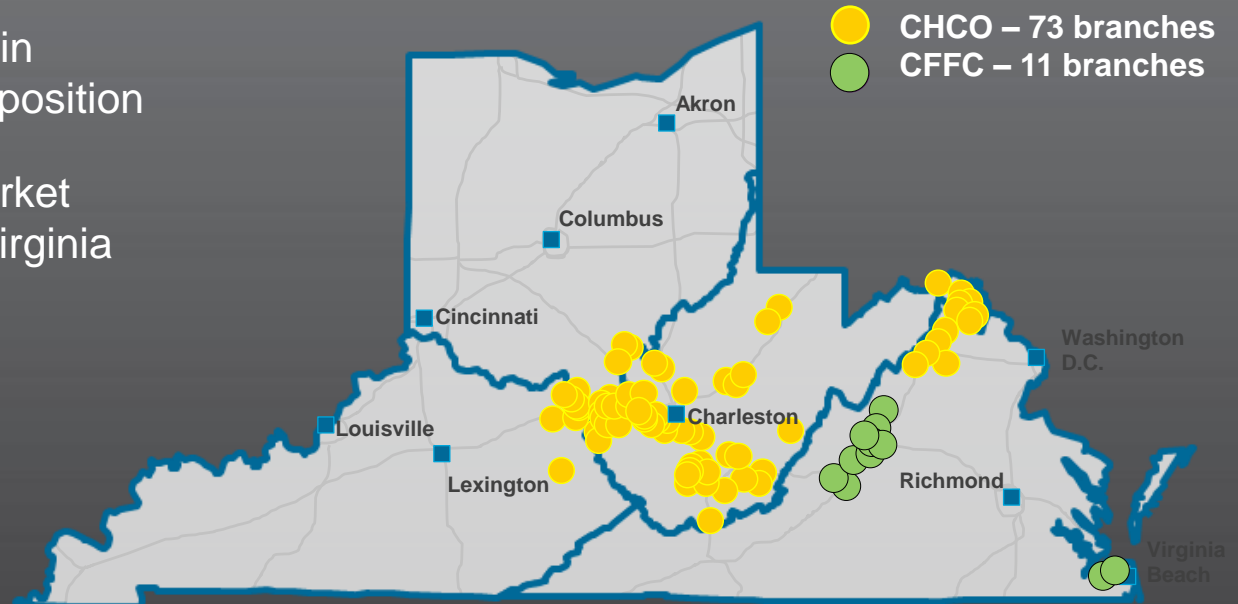 in
position
rket
irginia
CHCO – 73 branches
CFFC – 11 branches
Akron
Columbus
Cincinnati
Washington
D.C.
Charleston
Louisville
Lexington
Richmond
Virginia
Beach